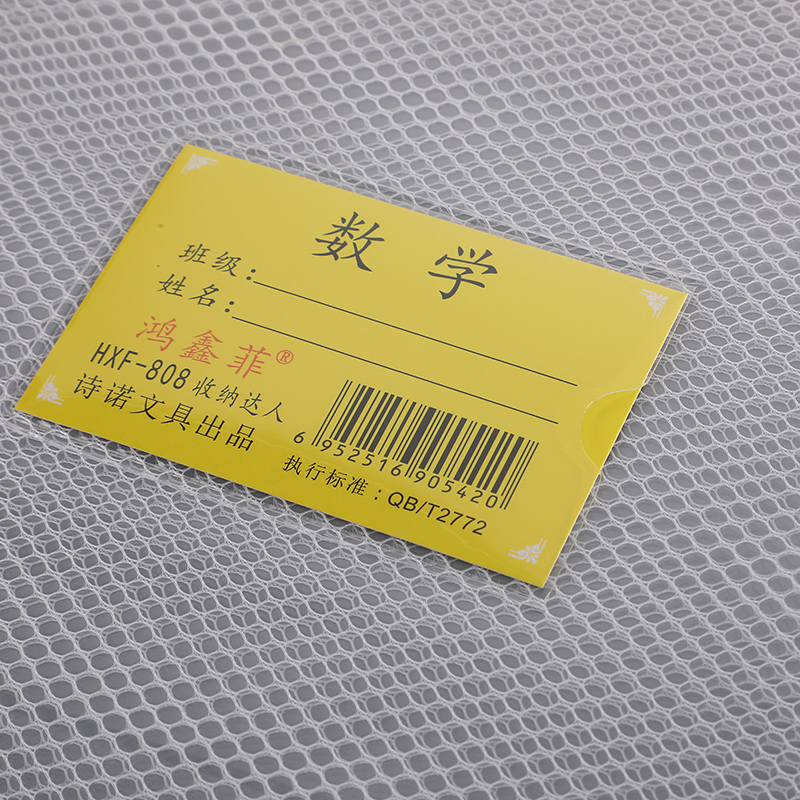 数学
班级：
姓名：
鸿鑫菲®
HXF-808 收纳达人
诗诺文具出品
6 952516 905420
执行标准：QB/T2772